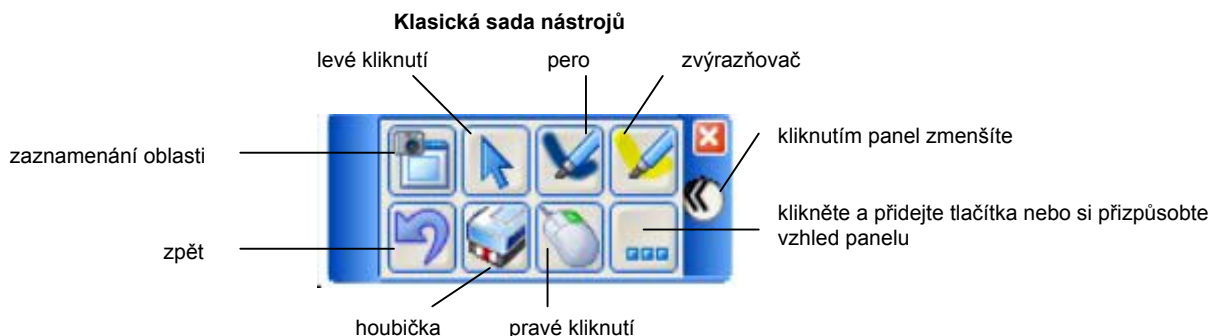 Klasická sada nástrojů
levé kliknutí
pero
zvýrazňovač
zaznamenání oblasti
kliknutím panel zmenšíte
klikněte a přidejte tlačítka nebo si přizpůsobte
vzhled panelu
zpět
houbička
pravé kliknutí